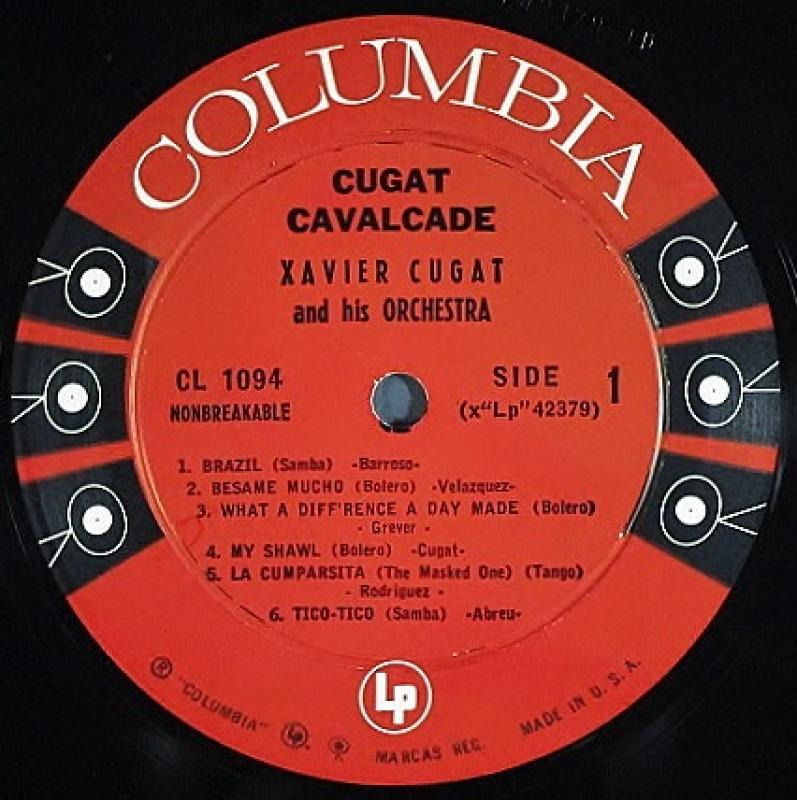 COLUMBIA
CUGAT
CAVALCADE
XAVIER CUGAT
and his ORCHESTRA
CL 1094
NONBREAKABLE
SIDE 1
(x"Lp"42379)
1. BRAZIL (Samba) -Barroso-
2. BESAME MUCHO (Bolero) -Velazquez-
3. WHAT A DIFF'RENCE A DAY MADE (Bolero)
- Grever -
4. MY SHAWL (Bolero) -Cugat-
5. LA CUMPARSITA (The Masked One) (Tango)
- Rodriguez -
6. TICO-TICO (Samba) -Abreu-
Lp
® "COLUMBIA" Lp. MARCAS REG. MADE IN U. S. A.